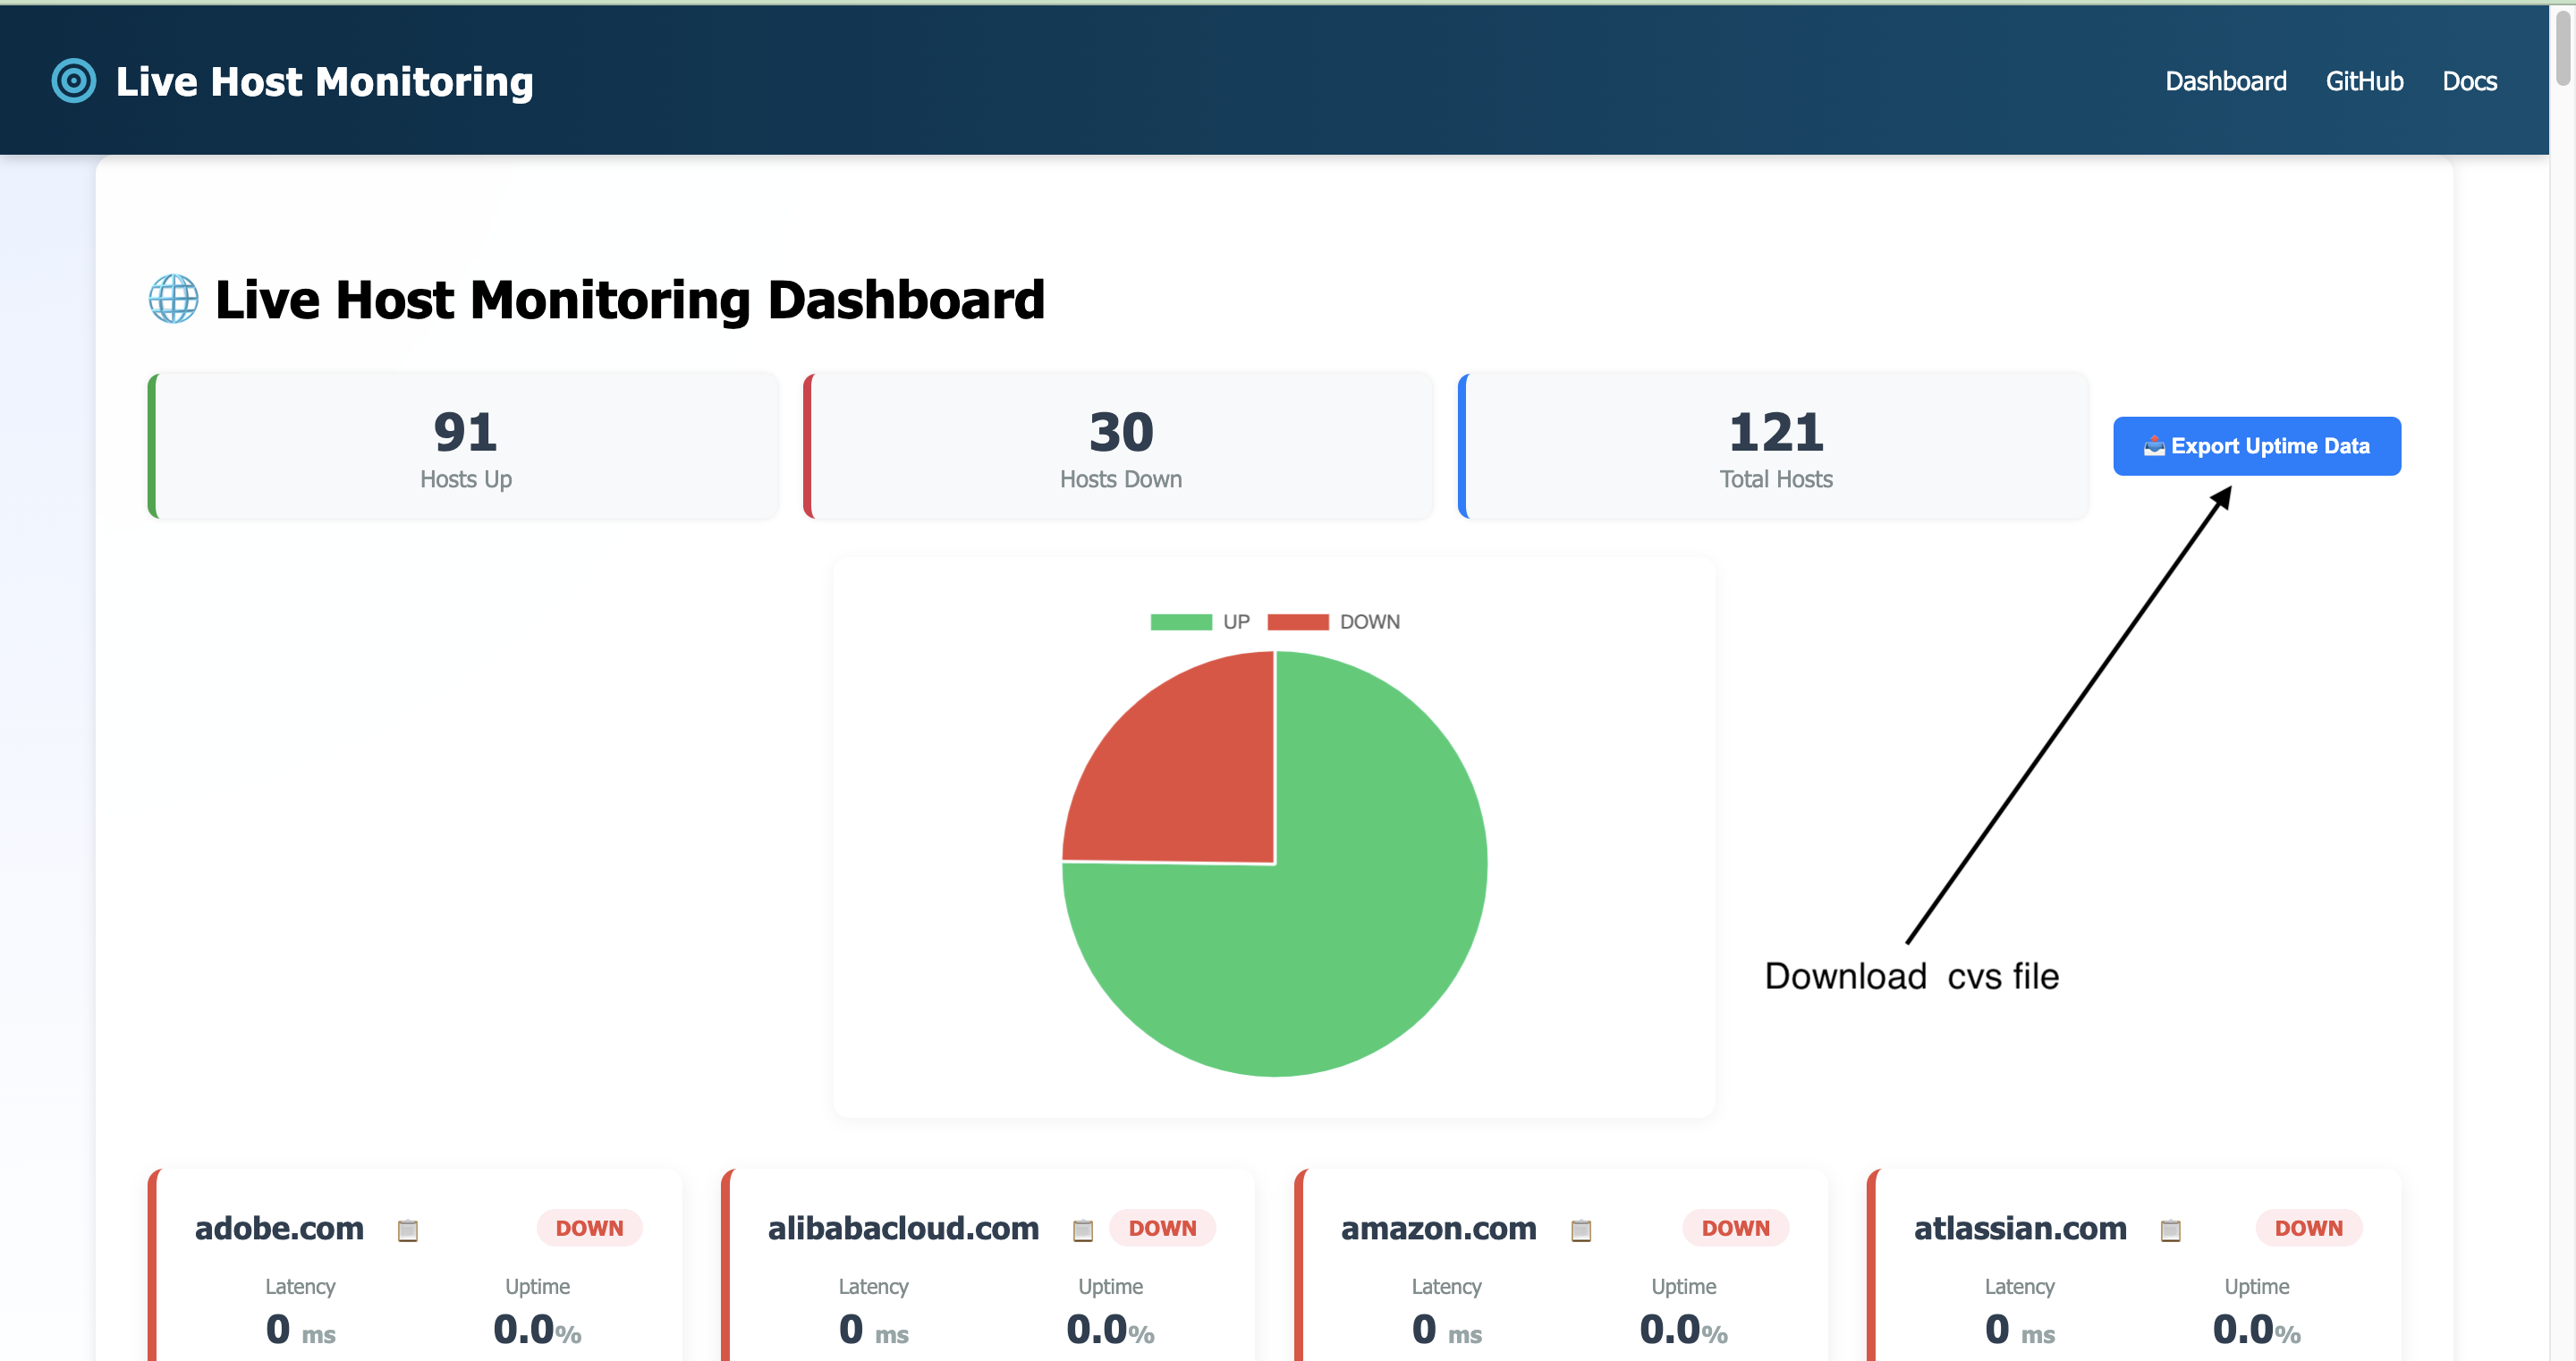 Live Host Monitoring
Dashboard GitHub Docs
Live Host Monitoring Dashboard
91
Hosts Up
30
Hosts Down
121
Total Hosts
Export Uptime Data
UP DOWN
Download cvs file
adobe.com DOWN
Latency Uptime
0 ms 0.0%
alibabacloud.com DOWN
Latency Uptime
0 ms 0.0%
amazon.com DOWN
Latency Uptime
0 ms 0.0%
atlassian.com DOWN
Latency Uptime
0 ms 0.0%